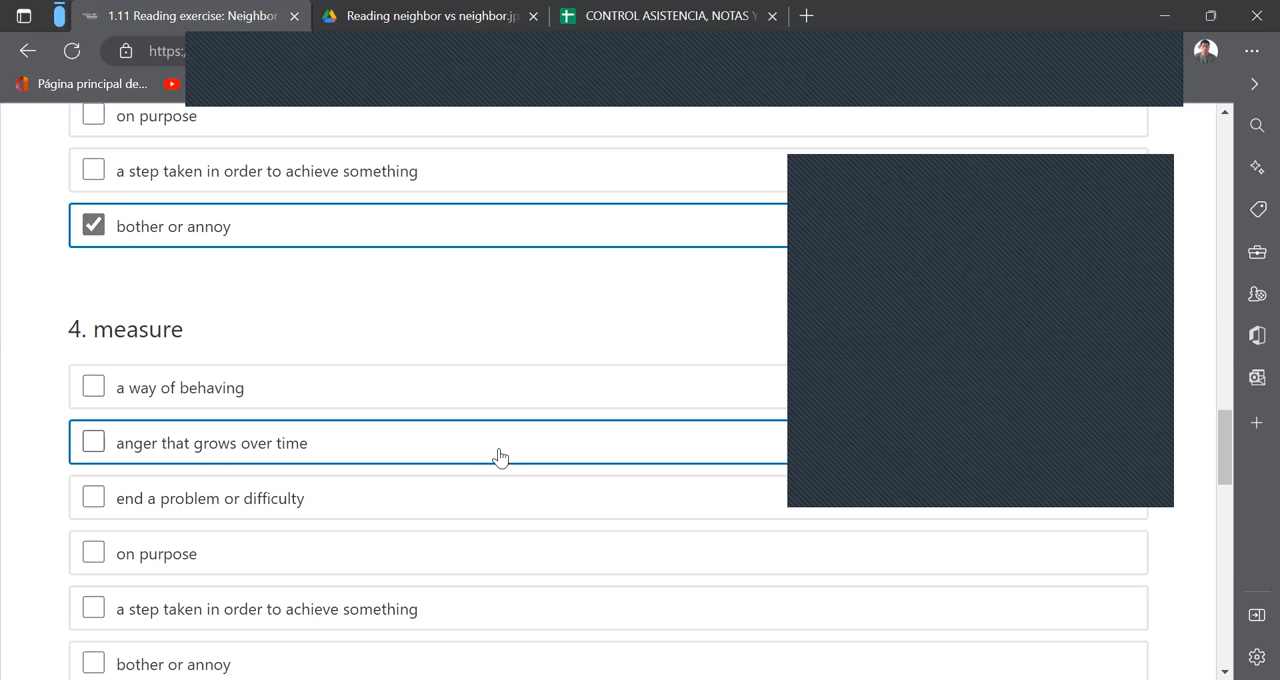 1.11 Reading exercise: Neighbor
Reading neighbor vs neighbor.jp
CONTROL ASISTENCIA, NOTAS Y
https:
Página principal de...
on purpose
a step taken in order to achieve something
bother or annoy
4. measure
a way of behaving
anger that grows over time
end a problem or difficulty
on purpose
a step taken in order to achieve something
bother or annoy